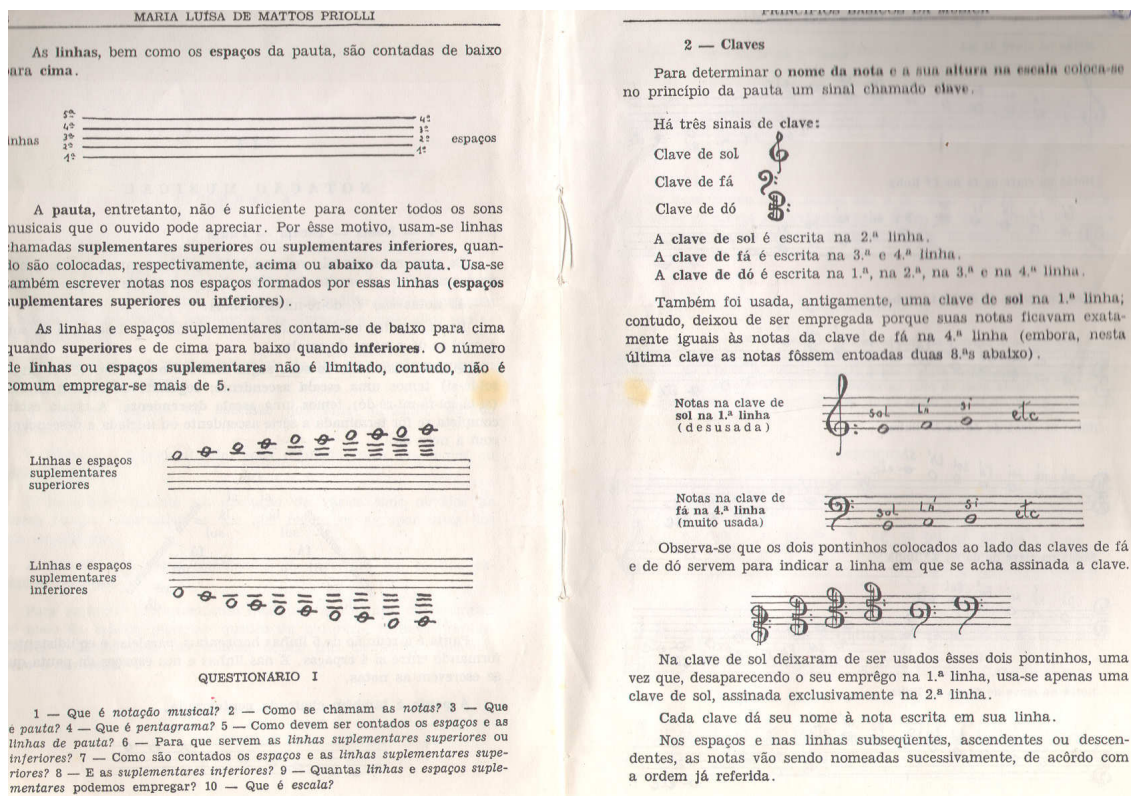 MARIA LUÍSA DE MATTOS PRIOLLI
As linhas, bem como os espaços da pauta, são contadas de baixo
para cima.
5ª
4ª
3ª
2ª
1ª
4º
3º
2º
1º
linhas
espaços
A pauta, entretanto, não é suficiente para conter todos os sons
musicais que o ouvido pode apreciar. Por êsse motivo, usam-se linhas
chamadas suplementares superiores ou suplementares inferiores, quan-
do são colocadas, respectivamente, acima ou abaixo da pauta. Usa-se
também escrever notas nos espaços formados por essas linhas (espaços
suplementares superiores ou inferiores).
As linhas e espaços suplementares contam-se de baixo para cima
quando superiores e de cima para baixo quando inferiores. O número
de linhas ou espaços suplementares não é limitado, contudo, não é
comum empregar-se mais de 5.
Linhas e espaços
suplementares
superiores
Linhas e espaços
suplementares
inferiores
QUESTIONÁRIO I
1 — Que é notação musical? 2 — Como se chamam as notas? 3 — Que
é pauta? 4 — Que é pentagrama? 5 — Como devem ser contados os espaços e as
linhas de pauta? 6 — Para que servem as linhas suplementares superiores ou
inferiores? 7 — Como são contados os espaços e as linhas suplementares supe-
riores? 8 — E as suplementares inferiores? 9 — Quantas linhas e espaços suple-
mentares podemos empregar? 10 — Que é escala?
PRINCÍPIOS BÁSICOS DA MÚSICA
2 — Claves
Para determinar o nome da nota e a sua altura na escala coloca-se
no princípio da pauta um sinal chamado clave.
Há três sinais de clave:
Clave de sol
Clave de fá
Clave de dó
A clave de sol é escrita na 2.ª linha.
A clave de fá é escrita na 3.ª e 4.ª linha.
A clave de dó é escrita na 1.ª, na 2.ª, na 3.ª e na 4.ª linha.
Também foi usada, antigamente, uma clave de sol na 1.ª linha;
contudo, deixou de ser empregada porque suas notas ficavam exata-
mente iguais às notas da clave de fá na 4.ª linha (embora, nesta
última clave as notas fôssem entoadas duas 8.ªs abaixo).
Notas na clave de
sol na 1.ª linha
(desusada)
sol Lá si etc
Notas na clave de
fá na 4.ª linha
(muito usada)
sol Lá si etc
Observa-se que os dois pontinhos colocados ao lado das claves de fá
e de dó servem para indicar a linha em que se acha assinada a clave.
Na clave de sol deixaram de ser usados êsses dois pontinhos, uma
vez que, desaparecendo o seu emprêgo na 1.ª linha, usa-se apenas uma
clave de sol, assinada exclusivamente na 2.ª linha.
Cada clave dá seu nome à nota escrita em sua linha.
Nos espaços e nas linhas subseqüentes, ascendentes ou descen-
dentes, as notas vão sendo nomeadas sucessivamente, de acôrdo com
a ordem já referida.